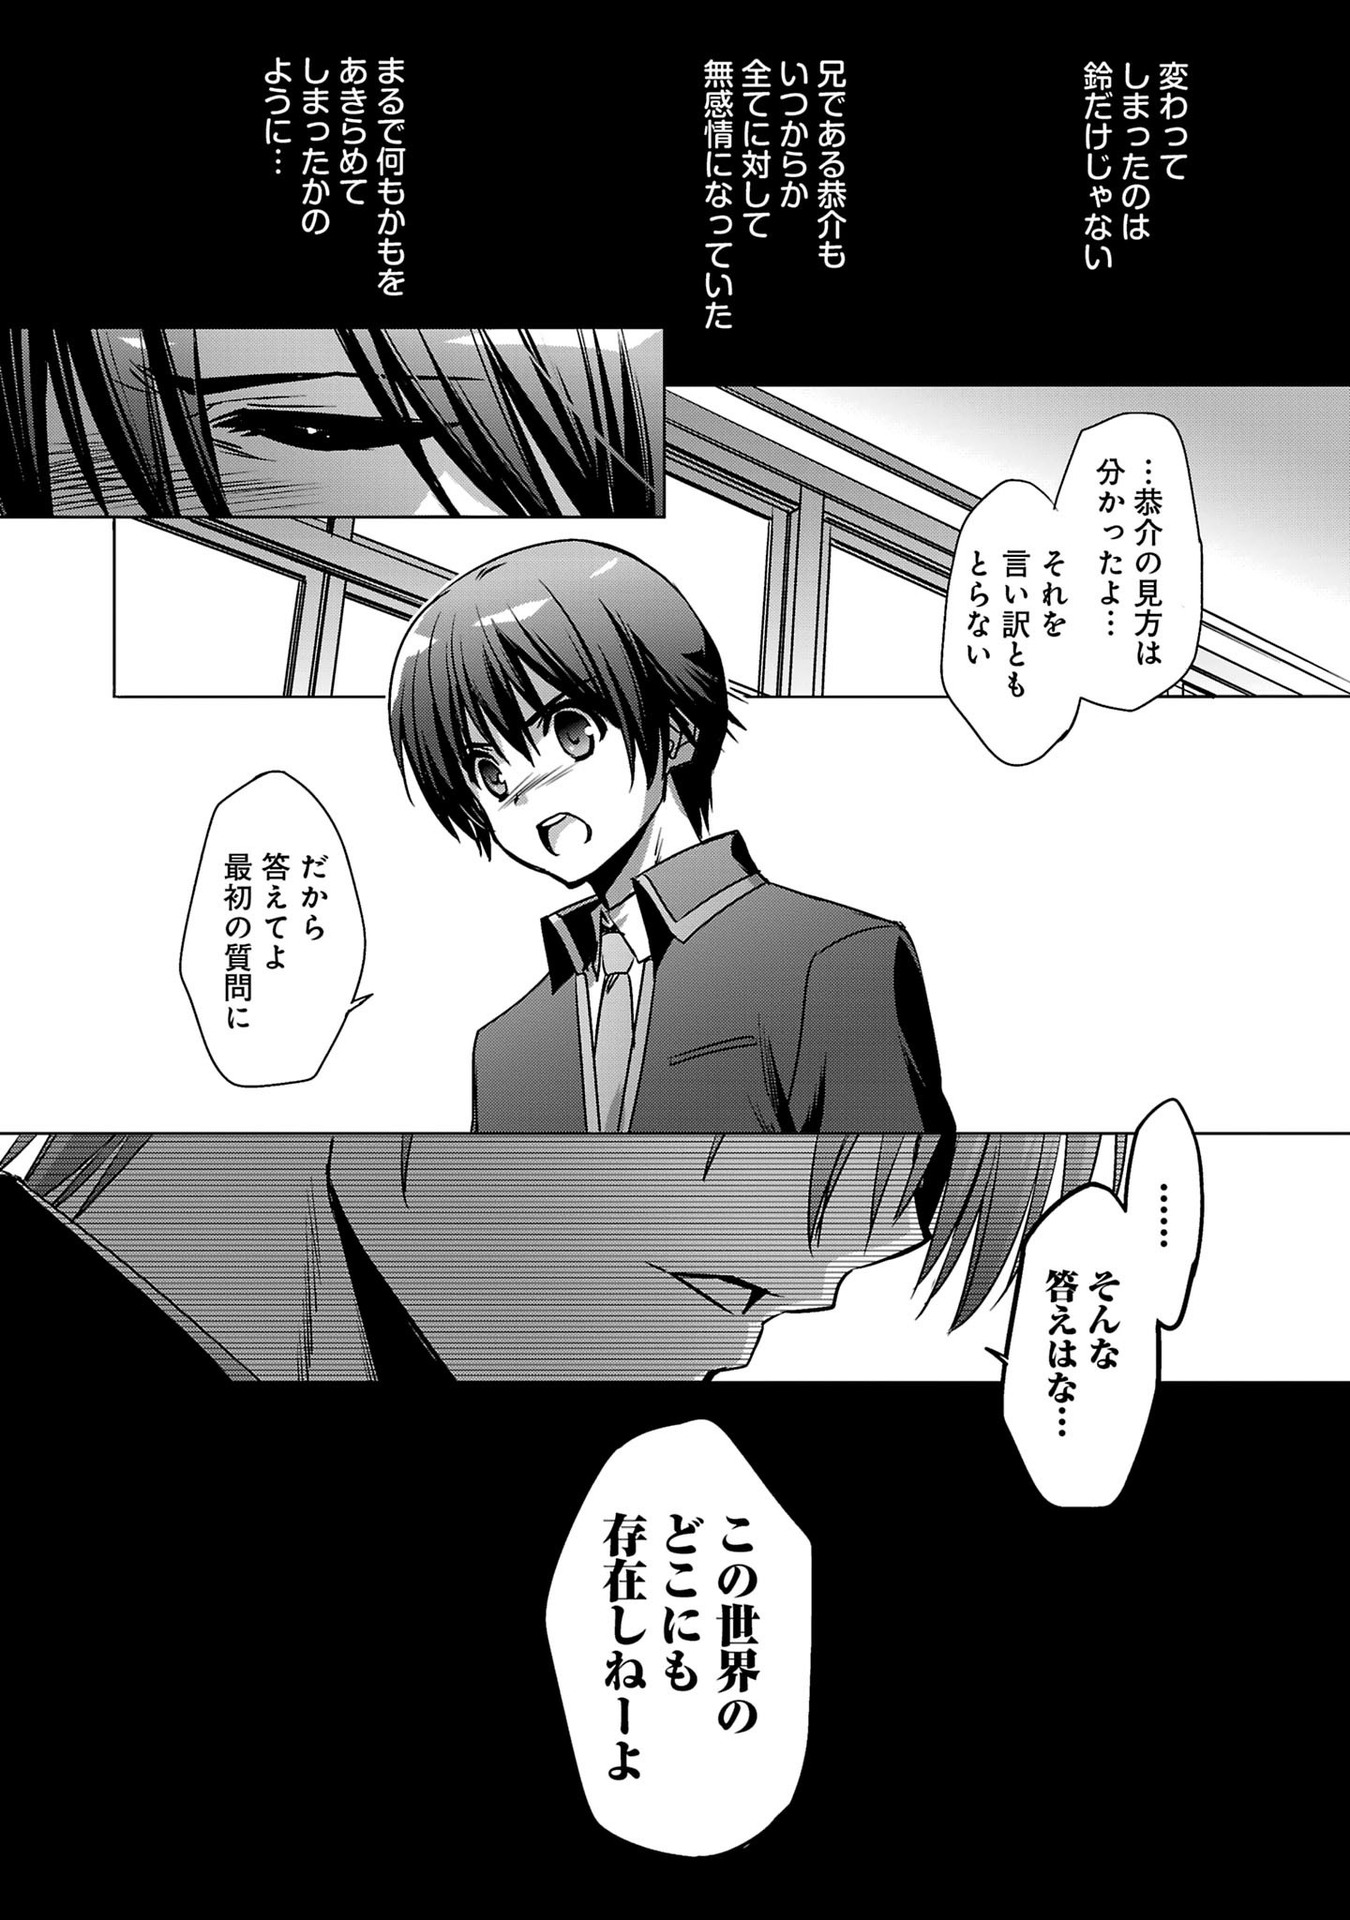 変わって
しまったのは
鈴だけじゃない
兄である恭介も
いつからか
全てに対して
無感情になっていた
まるで何もかもを
あきらめて
しまったかの
ように…
…恭介の見方は
分かったよ…
それを
言い訳とも
とらない
だから
答えてよ
最初の質問に
……
そんな
答えはな…
この世界の
どこにも
存在しねーよ